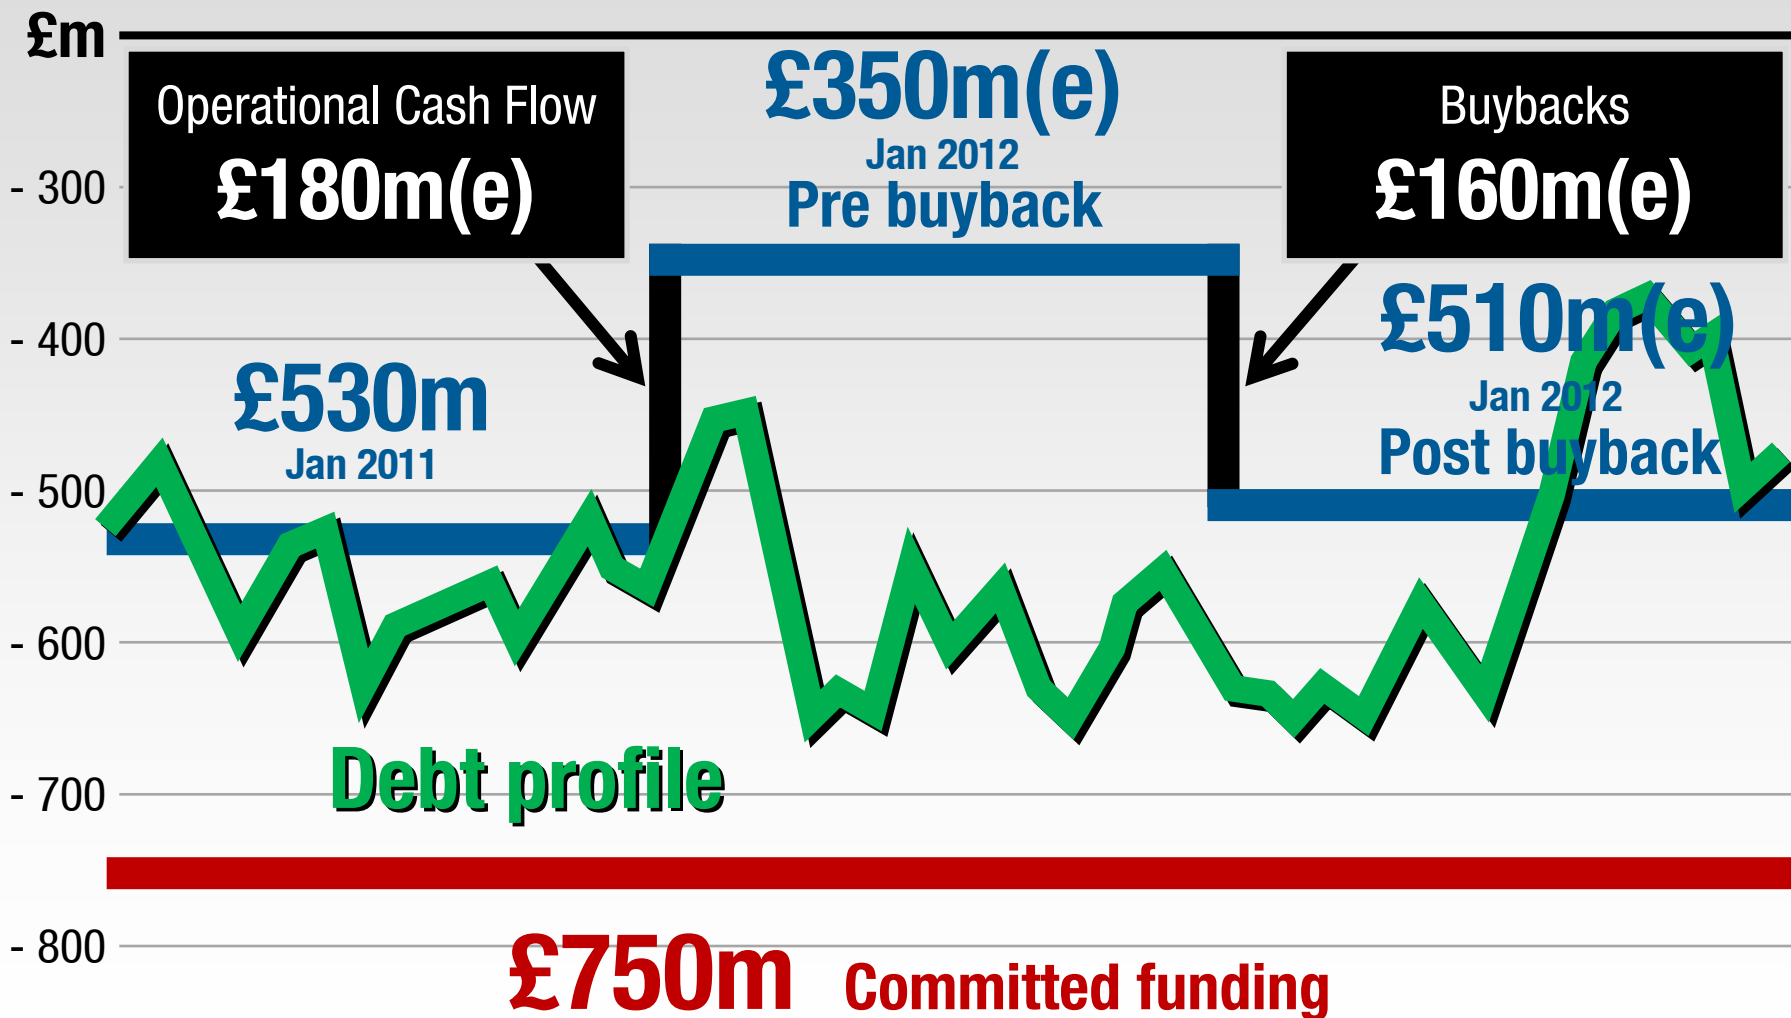 £m
Operational Cash Flow
£180m(e)
£350m(e)
Jan 2012
Pre buyback
Buybacks
£160m(e)
- 300
£510m(e)
Jan 2012
Post buyback
- 400
£530m
Jan 2011
- 500
- 600
Debt profile
- 700
- 800
£750m Committed funding